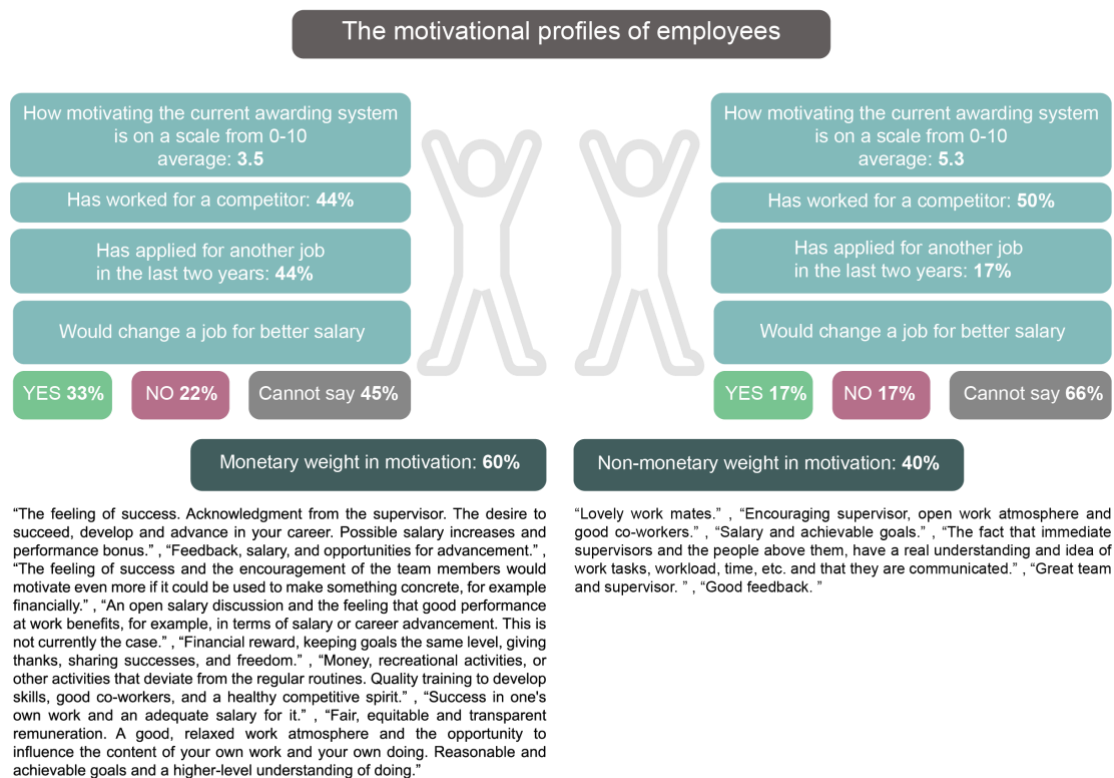 The motivational profiles of employees
How motivating the current awarding system
is on a scale from 0-10
average: 3.5
Has worked for a competitor: 44%
Has applied for another job
in the last two years: 44%
Would change a job for better salary
YES 33%
NO 22%
Cannot say 45%
Monetary weight in motivation: 60%
“The feeling of success. Acknowledgment from the supervisor. The desire to
succeed, develop and advance in your career. Possible salary increases and
performance bonus.” , “Feedback, salary, and opportunities for advancement.” ,
“The feeling of success and the encouragement of the team members would
motivate even more if it could be used to make something concrete, for example
financially.” , “An open salary discussion and the feeling that good performance
at work benefits, for example, in terms of salary or career advancement. This is
not currently the case.” , “Financial reward, keeping goals the same level, giving
thanks, sharing successes, and freedom.” , “Money, recreational activities, or
other activities that deviate from the regular routines. Quality training to develop
skills, good co-workers, and a healthy competitive spirit.” , “Success in one's
own work and an adequate salary for it.” , “Fair, equitable and transparent
remuneration. A good, relaxed work atmosphere and the opportunity to
influence the content of your own work and your own doing. Reasonable and
achievable goals and a higher-level understanding of doing.”
How motivating the current awarding system
is on a scale from 0-10
average: 5.3
Has worked for a competitor: 50%
Has applied for another job
in the last two years: 17%
Would change a job for better salary
YES 17%
NO 17%
Cannot say 66%
Non-monetary weight in motivation: 40%
“Lovely work mates.” , “Encouraging supervisor, open work atmosphere and
good co-workers.” , “Salary and achievable goals.” , “The fact that immediate
supervisors and the people above them, have a real understanding and idea of
work tasks, workload, time, etc. and that they are communicated.” , “Great team
and supervisor. ” , “Good feedback. ”